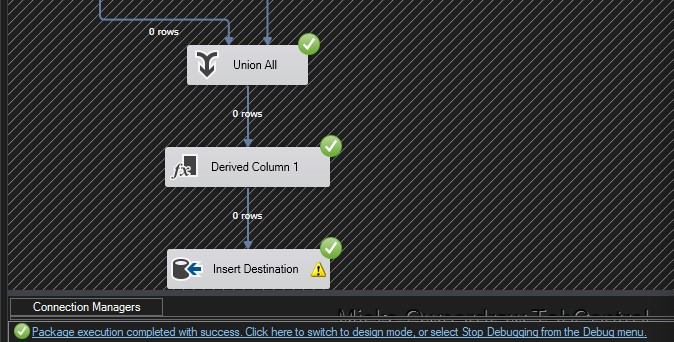 0 rows
Union All
0 rows
fx
Derived Column 1
0 rows
Insert Destination
Connection Managers
Package execution completed with success. Click here to switch to design mode, or select Stop Debugging from the Debug menu.